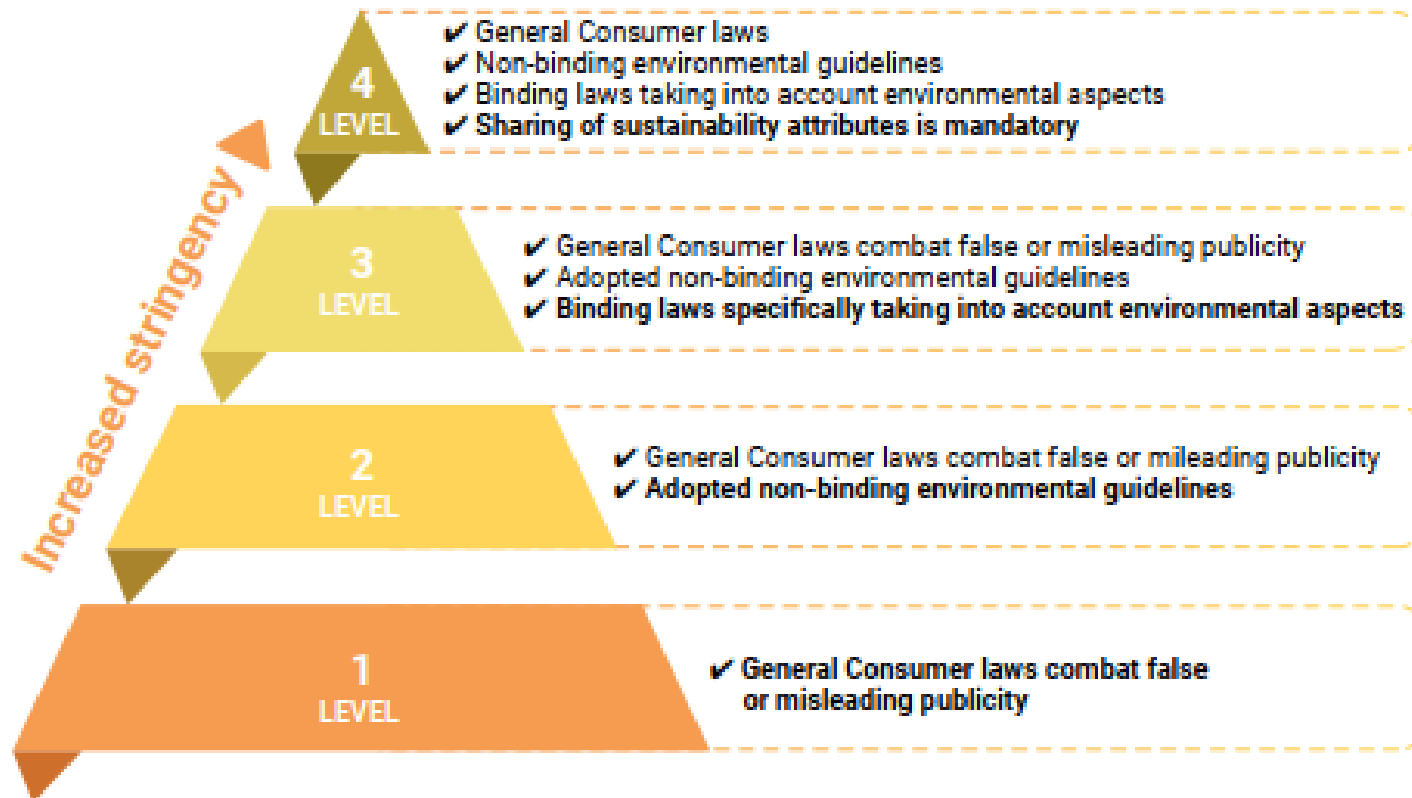 4
LEVEL
✔ General Consumer laws
✔ Non-binding environmental guidelines
✔ Binding laws taking into account environmental aspects
✔ Sharing of sustainability attributes is mandatory
Increased stringency
3
LEVEL
✔ General Consumer laws combat false or misleading publicity
✔ Adopted non-binding environmental guidelines
✔ Binding laws specifically taking into account environmental aspects
2
LEVEL
✔ General Consumer laws combat false or mileading publicity
✔ Adopted non-binding environmental guidelines
1
LEVEL
✔ General Consumer laws combat false
or misleading publicity